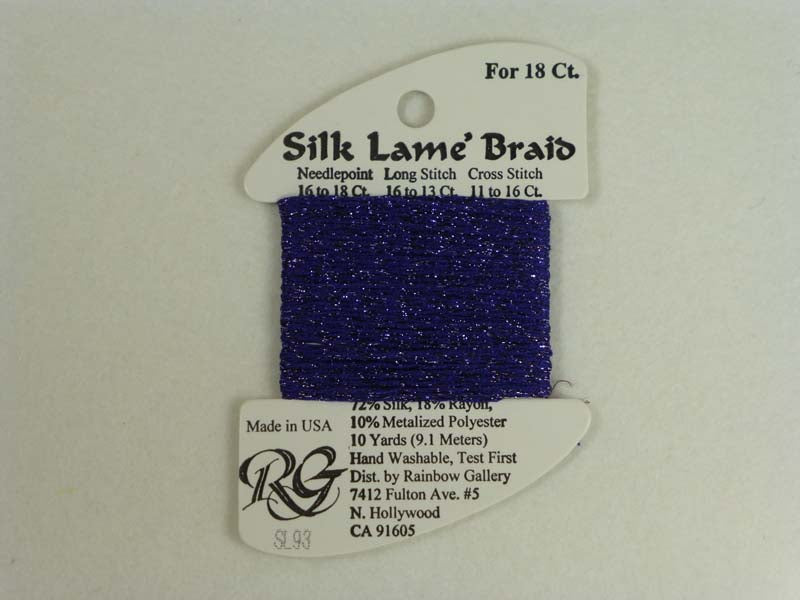 For 18 Ct.
Silk Lame' Braid
Needlepoint Long Stitch Cross Stitch
16 to 18 Ct. 16 to 13 Ct. 11 to 16 Ct.
72% Silk, 18% Rayon,
Made in USA
10% Metalized Polyester
10 Yards (9.1 Meters)
Hand Washable, Test First
RG
Dist. by Rainbow Gallery
7412 Fulton Ave. #5
N. Hollywood
SL93
CA 91605